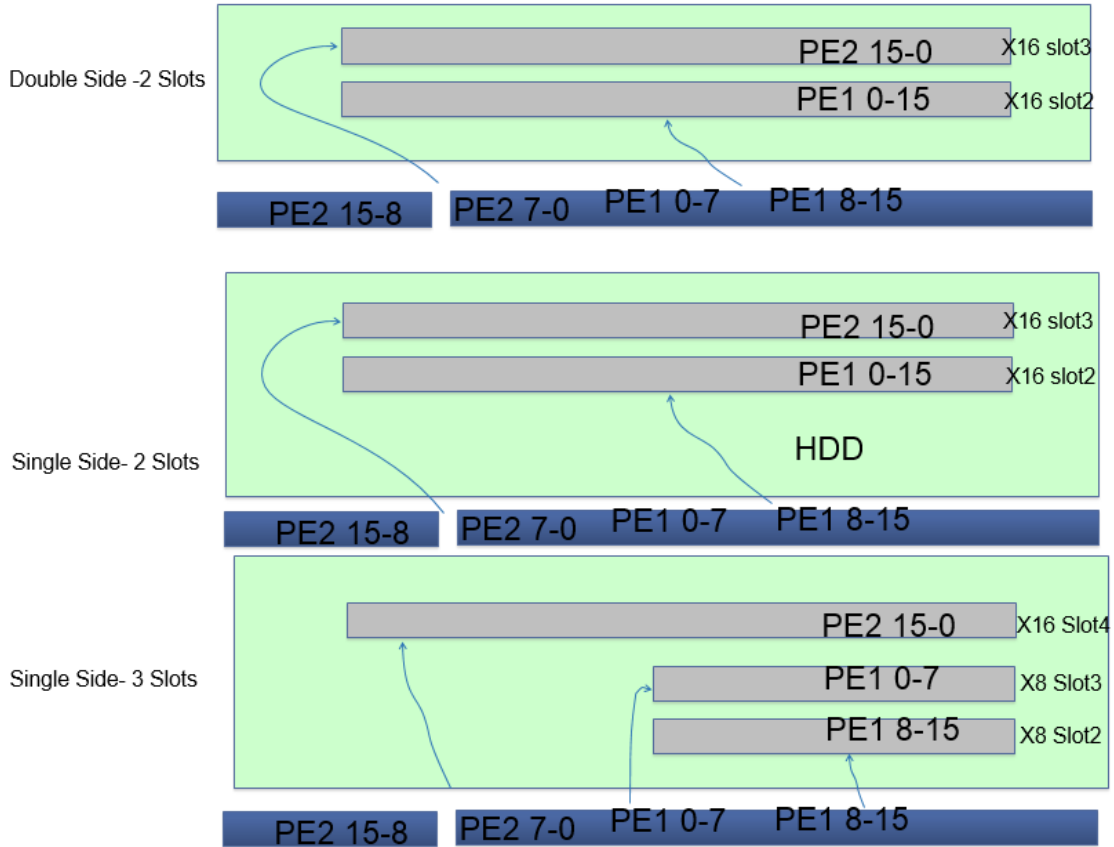 PE2 15-0
X16 slot3
Double Side -2 Slots
PE1 0-15
X16 slot2
PE2 15-8
PE2 7-0
PE1 0-7
PE1 8-15
PE2 15-0
X16 slot3
PE1 0-15
X16 slot2
Single Side- 2 Slots
HDD
PE2 15-8
PE2 7-0
PE1 0-7
PE1 8-15
PE2 15-0
X16 Slot4
Single Side- 3 Slots
PE1 0-7
X8 Slot3
PE1 8-15
X8 Slot2
PE2 15-8
PE2 7-0
PE1 0-7
PE1 8-15